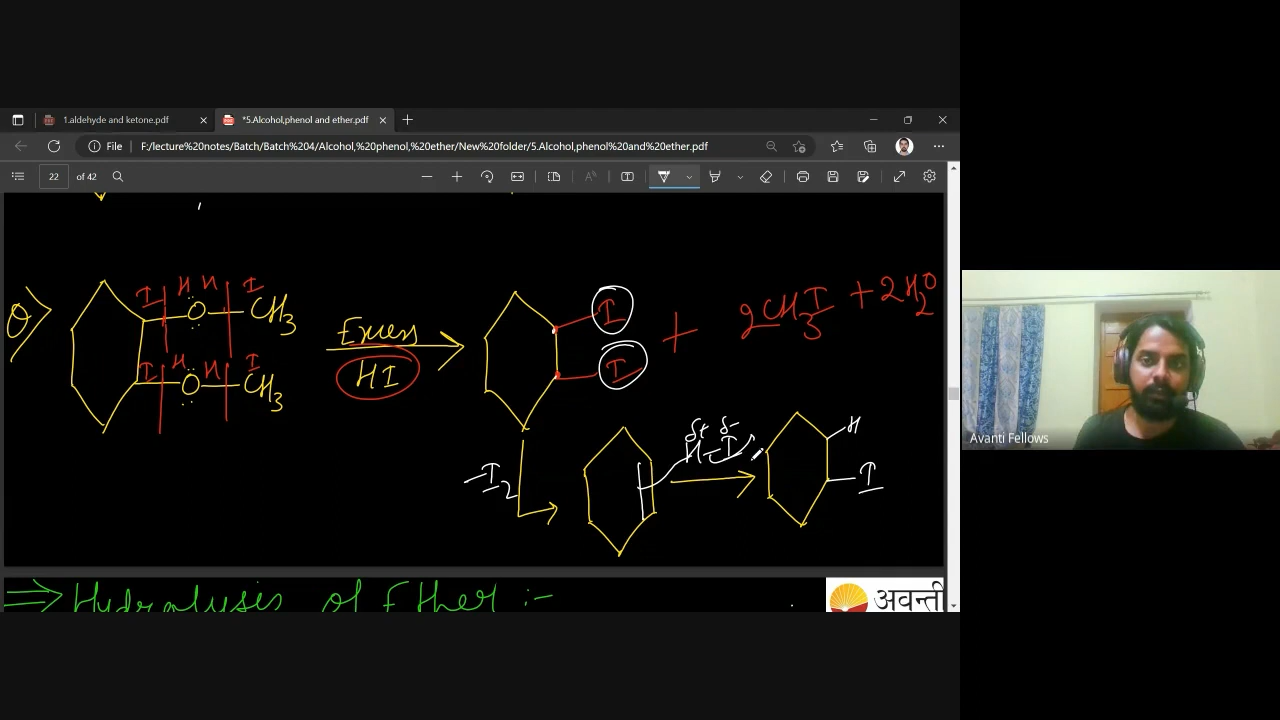 1.aldehyde and ketone.pdf
*5.Alcohol,phenol and ether.pdf
File
F:/lecture%20notes/Batch/Batch%204/Alcohol,%20phenol,%20ether/New%20folder/5.Alcohol,phenol%20and%20ether.pdf
22 of 42
Q>
I H H I
O CH3
I H H I
O CH3
Excess
HI
I
I
+ 2CH3I + 2H2O
-I2
δ+ δ-
H-I
H
I
⇒ Hydrolysis of Ether :-
अवन्ती
Avanti Fellows